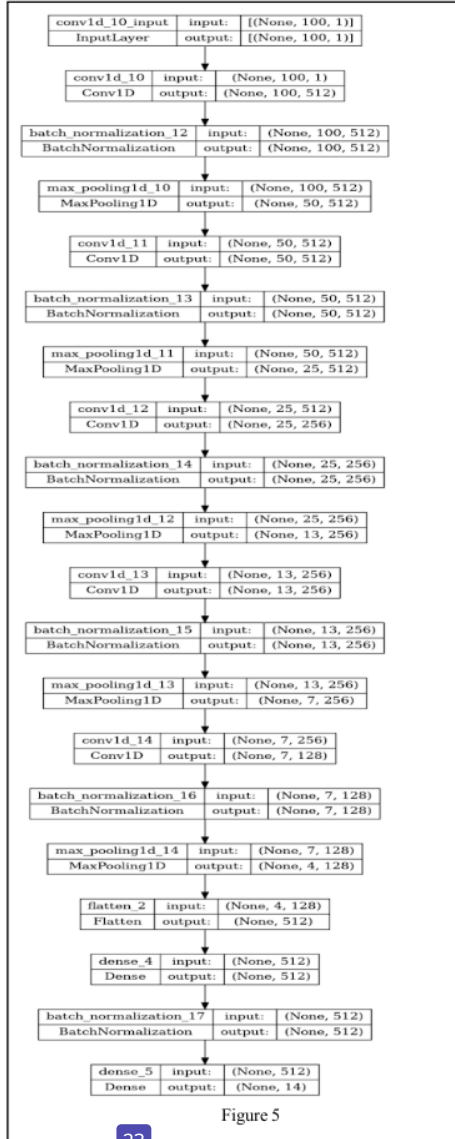 conv1d_10_input input: [(None, 100, 1)]
InputLayer output: [(None, 100, 1)]
conv1d_10 input: (None, 100, 1)
Conv1D output: (None, 100, 512)
batch_normalization_12 input: (None, 100, 512)
BatchNormalization output: (None, 100, 512)
max_pooling1d_10 input: (None, 100, 512)
MaxPooling1D output: (None, 50, 512)
conv1d_11 input: (None, 50, 512)
Conv1D output: (None, 50, 512)
batch_normalization_13 input: (None, 50, 512)
BatchNormalization output: (None, 50, 512)
max_pooling1d_11 input: (None, 50, 512)
MaxPooling1D output: (None, 25, 512)
conv1d_12 input: (None, 25, 512)
Conv1D output: (None, 25, 256)
batch_normalization_14 input: (None, 25, 256)
BatchNormalization output: (None, 25, 256)
max_pooling1d_12 input: (None, 25, 256)
MaxPooling1D output: (None, 13, 256)
conv1d_13 input: (None, 13, 256)
Conv1D output: (None, 13, 256)
batch_normalization_15 input: (None, 13, 256)
BatchNormalization output: (None, 13, 256)
max_pooling1d_13 input: (None, 13, 256)
MaxPooling1D output: (None, 7, 256)
conv1d_14 input: (None, 7, 256)
Conv1D output: (None, 7, 128)
batch_normalization_16 input: (None, 7, 128)
BatchNormalization output: (None, 7, 128)
max_pooling1d_14 input: (None, 7, 128)
MaxPooling1D output: (None, 4, 128)
flatten_2 input: (None, 4, 128)
Flatten output: (None, 512)
dense_4 input: (None, 512)
Dense output: (None, 512)
batch_normalization_17 input: (None, 512)
BatchNormalization output: (None, 512)
dense_5 input: (None, 512)
Dense output: (None, 14)
Figure 5